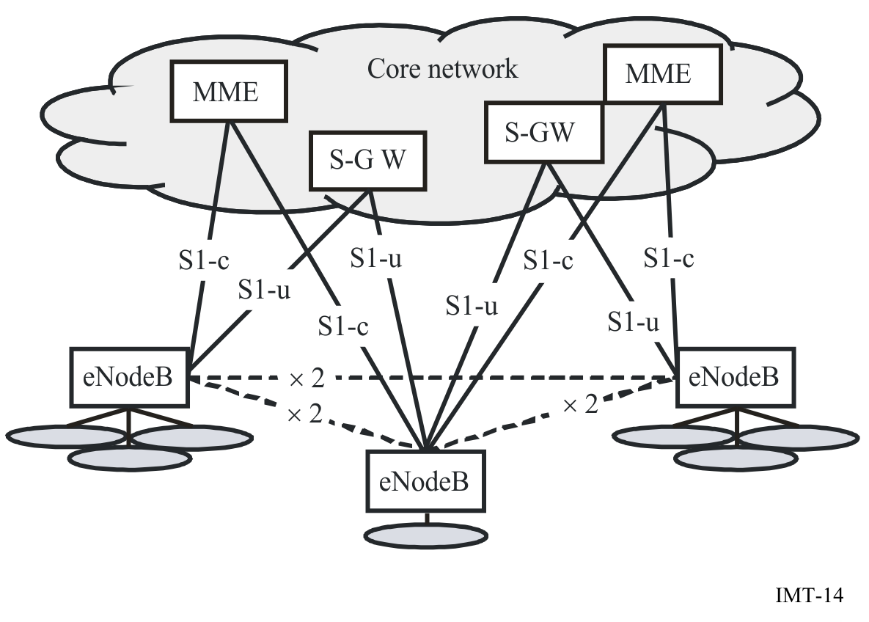 Core network
MME
MME
S-G W
S-GW
S1-c
S1-u
S1-u
S1-c
S1-u
S1-c
S1-c
S1-u
eNodeB
× 2
× 2
× 2
eNodeB
eNodeB
IMT-14